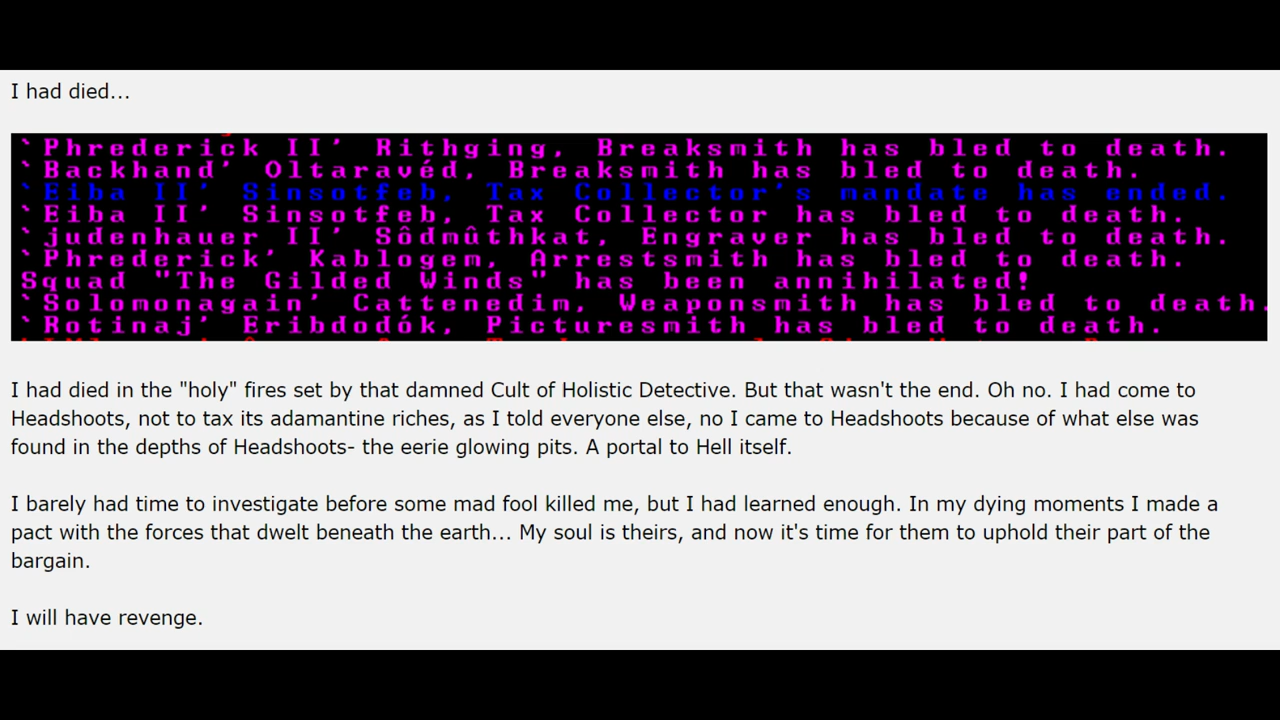 I had died...
`Phrederick II' Rithging, Breaksmith has bled to death.
`Backhand' Oltaravéd, Breaksmith has bled to death.
`Eiba II' Sinsotfeb, Tax Collector's mandate has ended.
`Eiba II' Sinsotfeb, Tax Collector has bled to death.
`judenhauer II' Sôdmûthkat, Engraver has bled to death.
`Phrederick' Kablogem, Arrestsmith has bled to death.
Squad "The Gilded Winds" has been annihilated!
`Solomonagain' Cattenedim, Weaponsmith has bled to death.
`Rotinaj' Eribdodók, Picturesmith has bled to death.
I had died in the "holy" fires set by that damned Cult of Holistic Detective. But that wasn't the end. Oh no. I had come to
Headshoots, not to tax its adamantine riches, as I told everyone else, no I came to Headshoots because of what else was
found in the depths of Headshoots- the eerie glowing pits. A portal to Hell itself.
I barely had time to investigate before some mad fool killed me, but I had learned enough. In my dying moments I made a
pact with the forces that dwelt beneath the earth... My soul is theirs, and now it's time for them to uphold their part of the
bargain.
I will have revenge.